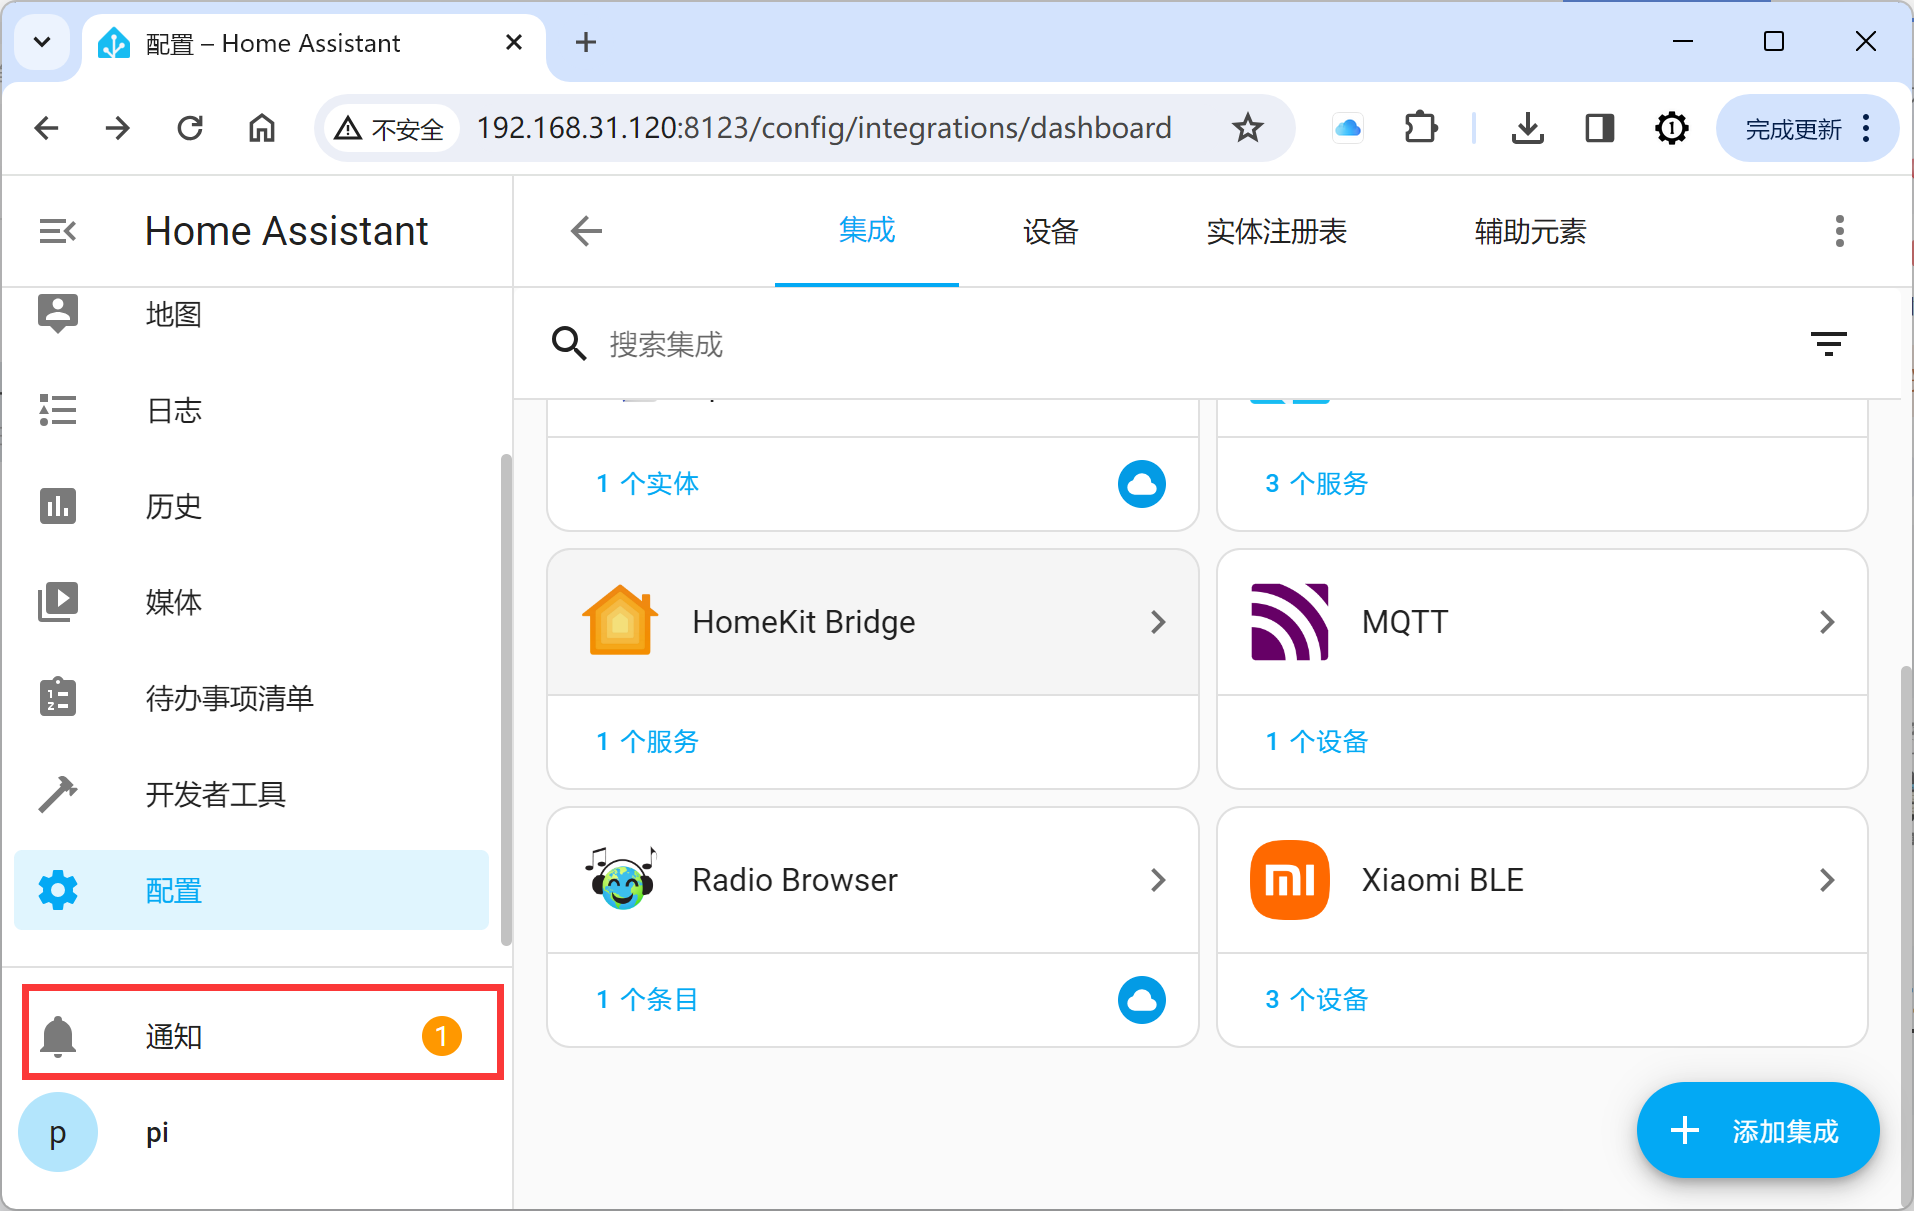 配置 – Home Assistant
不安全
192.168.31.120:8123/config/integrations/dashboard
完成更新
Home Assistant
集成
设备
实体注册表
辅助元素
地图
日志
历史
媒体
待办事项清单
开发者工具
配置
通知
1
p
pi
搜索集成
1 个实体
3 个服务
HomeKit Bridge
MQTT
1 个服务
1 个设备
Radio Browser
Xiaomi BLE
1 个条目
3 个设备
添加集成